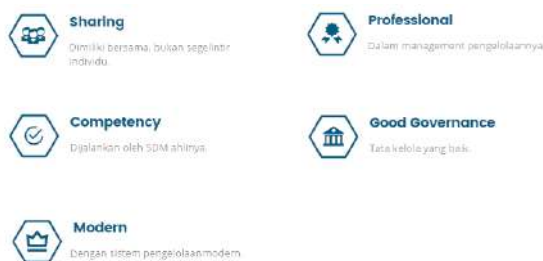 Sharing
Dimiliki bersama, bukan segelintir
individu.
Professional
Dalam management pengelolaannya
Competency
Dijalankan oleh SDM ahlinya.
Good Governance
Tata kelola yang baik.
Modern
Dengan sistem pengelolaan modern